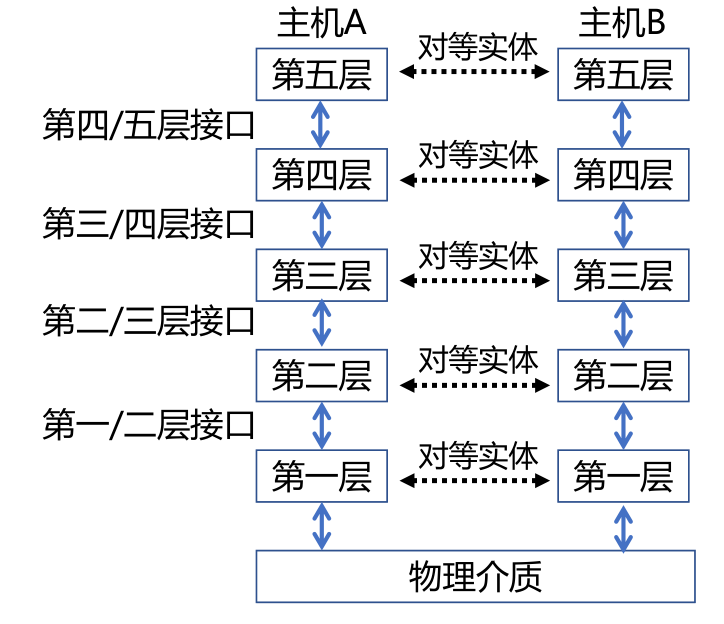 主机A
主机B
第五层
对等实体
第五层
第四/五层接口
第四层
对等实体
第四层
第三/四层接口
第三层
对等实体
第三层
第二/三层接口
第二层
对等实体
第二层
第一/二层接口
第一层
对等实体
第一层
物理介质